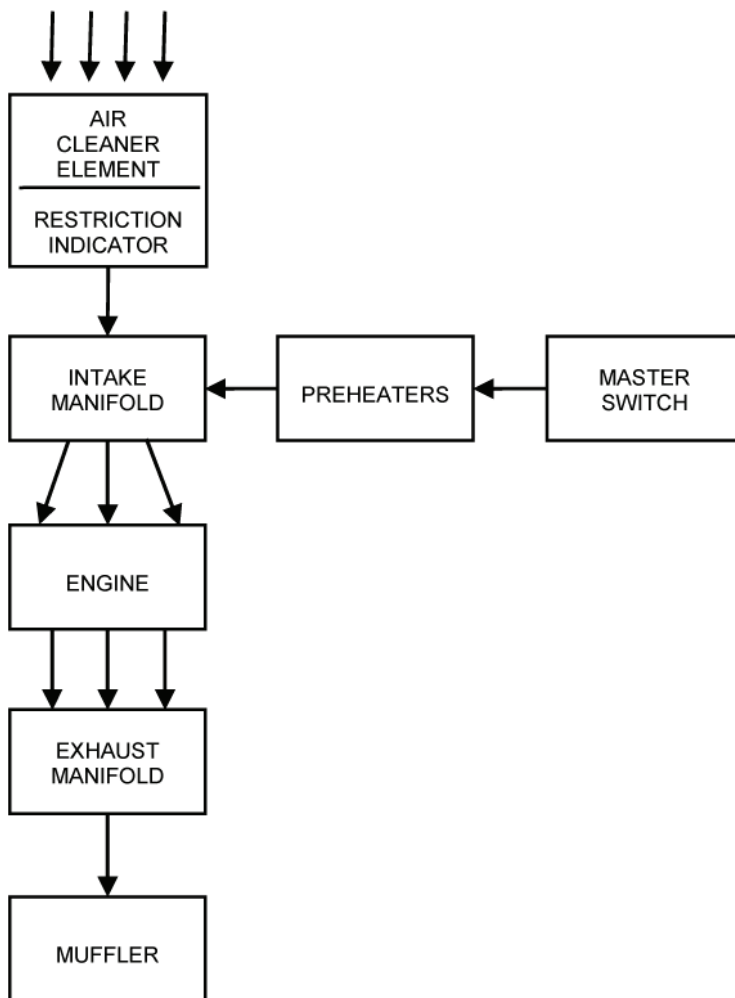 AIR
CLEANER
ELEMENT
RESTRICTION
INDICATOR
INTAKE
MANIFOLD
PREHEATERS
MASTER
SWITCH
ENGINE
EXHAUST
MANIFOLD
MUFFLER